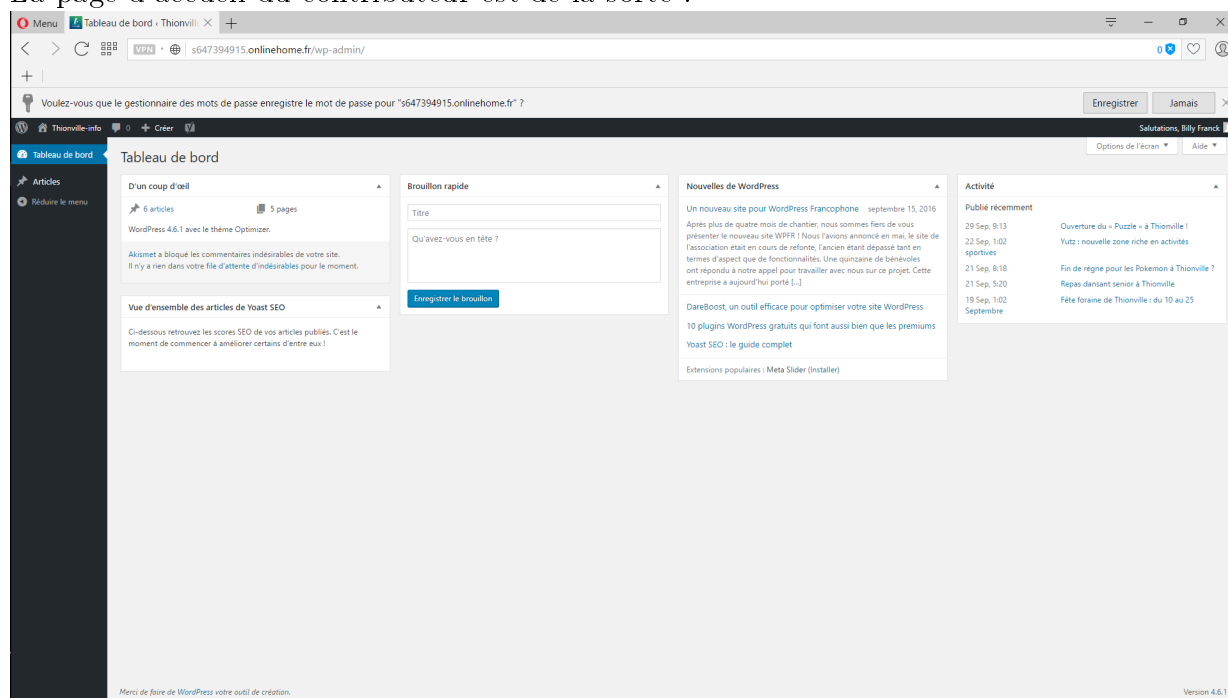 La page d'accueil du contributeur est de la sorte :
Menu
Tableau de bord ‹ Thionvill
VPN
s647394915.onlinehome.fr/wp-admin/
0
Voulez-vous que le gestionnaire des mots de passe enregistre le mot de passe pour "s647394915.onlinehome.fr" ?
Enregistrer
Jamais
Thionville-info
0
Créer
Salutations, Billy Franck
Tableau de bord
Articles
Réduire le menu
Tableau de bord
Options de l'écran
Aide
D'un coup d'œil
6 articles
5 pages
WordPress 4.6.1 avec le thème Optimizer.
Akismet a bloqué les commentaires indésirables de votre site.
Il n'y a rien dans votre file d'attente d'indésirables pour le moment.
Vue d'ensemble des articles de Yoast SEO
Ci-dessous retrouvez les scores SEO de vos articles publiés. C'est le
moment de commencer à améliorer certains d'entre eux !
Brouillon rapide
Titre
Qu'avez-vous en tête ?
Enregistrer le brouillon
Nouvelles de WordPress
Un nouveau site pour WordPress Francophone septembre 15, 2016
Après plus de quatre mois de chantier, nous sommes fiers de vous
présenter le nouveau site WPFR ! Nous l'avions annoncé en mai, le site de
l'association était en cours de refonte, l'ancien étant dépassé tant en
termes d'aspect que de fonctionnalités. Une quinzaine de bénévoles
ont répondu à notre appel pour travailler avec nous sur ce projet. Cette
entreprise a aujourd'hui porté [...]
DareBoost, un outil efficace pour optimiser votre site WordPress
10 plugins WordPress gratuits qui font aussi bien que les premiums
Yoast SEO : le guide complet
Extensions populaires : Meta Slider (Installer)
Activité
Publié récemment
29 Sep, 9:13 Ouverture du « Puzzle » à Thionville !
22 Sep, 1:02 Yutz : nouvelle zone riche en activités
sportives
21 Sep, 8:18 Fin de règne pour les Pokemon à Thionville ?
21 Sep, 5:20 Repas dansant senior à Thionville
19 Sep, 1:02 Fête foraine de Thionville : du 10 au 25
Septembre
Merci de faire de WordPress votre outil de création.
Version 4.6.1